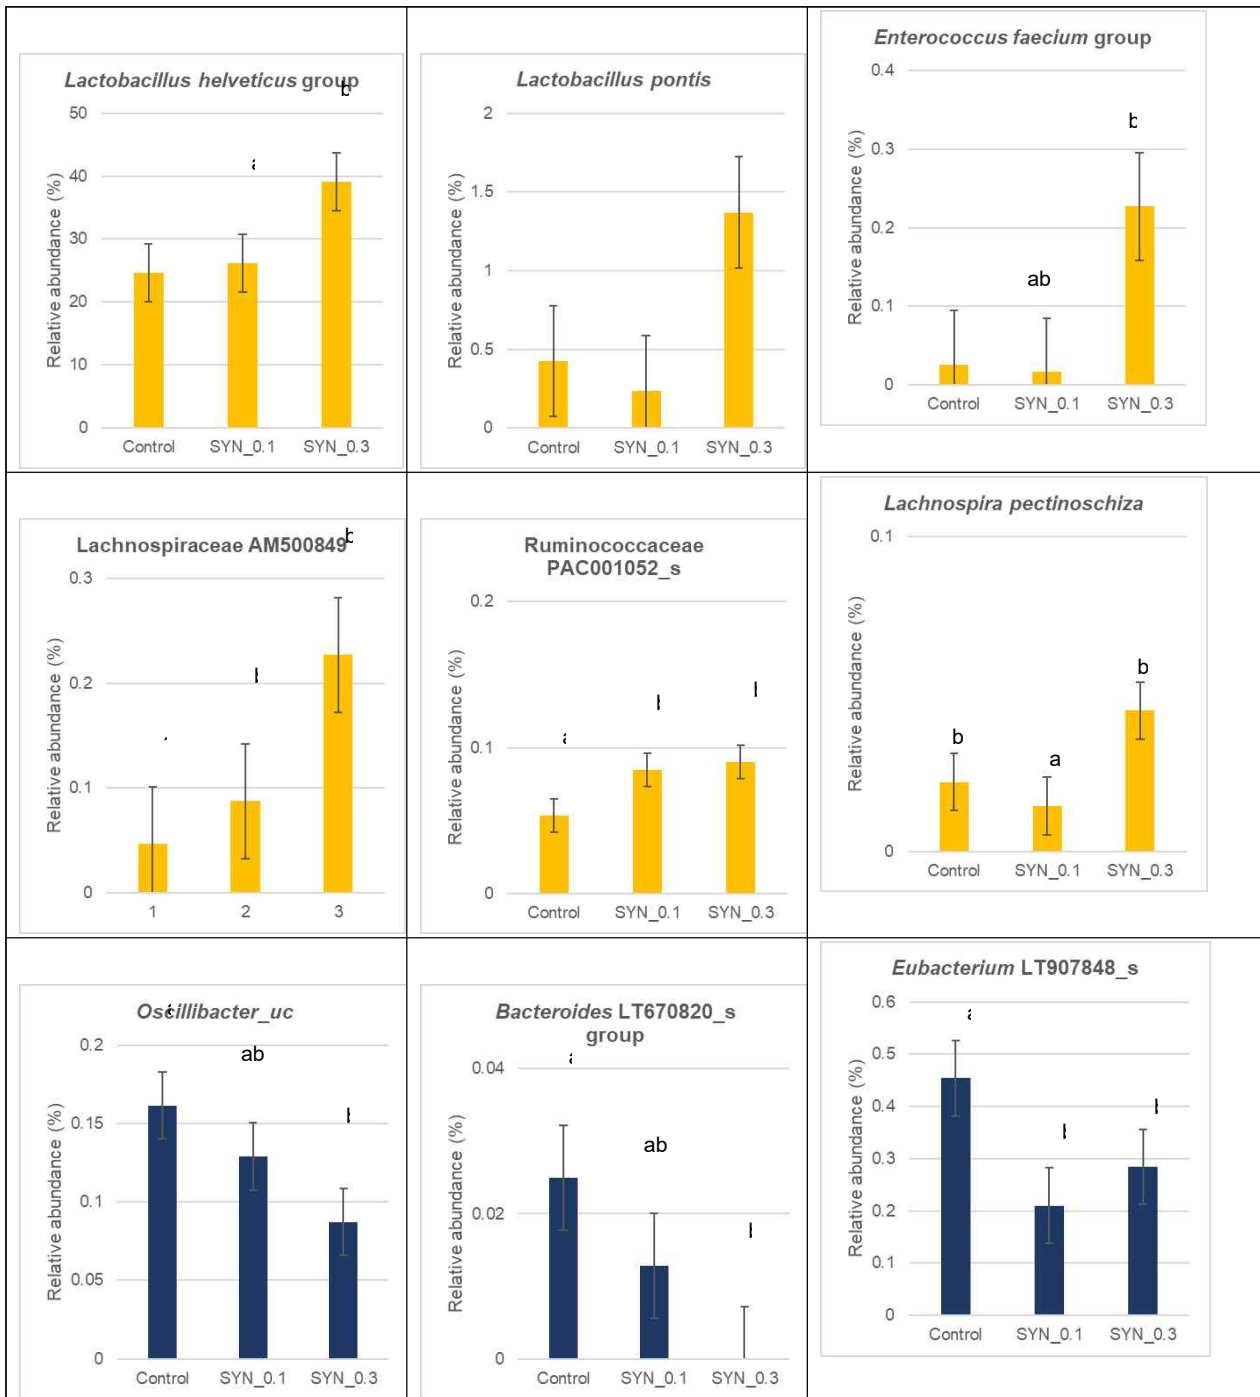 Lactobacillus helveticus group
b
50
40
30
20
10
0
a
Relative abundance (%)
Control SYN_0.1 SYN_0.3
Lactobacillus pontis
2
1.5
1
0.5
0
Relative abundance (%)
Control SYN_0.1 SYN_0.3
Enterococcus faecium group
0.4
0.3
0.2
0.1
0
b
ab
Relative abundance (%)
Control SYN_0.1 SYN_0.3
Lachnospiraceae AM500849
b
0.3
0.2
0.1
0
b
Relative abundance (%)
1 2 3
Ruminococcaceae
PAC001052_s
0.2
0.1
0
a
b
b
Relative abundance (%)
Control SYN_0.1 SYN_0.3
Lachnospira pectinoschiza
0.1
0
b
a
b
Relative abundance (%)
Control SYN_0.1 SYN_0.3
Oscillibacter_uc
0.2
0.15
0.1
0.05
0
ab
b
Relative abundance (%)
Control SYN_0.1 SYN_0.3
Bacteroides LT670820_s
group
0.04
0.02
0
a
ab
b
Relative abundance (%)
Control SYN_0.1 SYN_0.3
Eubacterium LT907848_s
0.6
0.5
0.4
0.3
0.2
0.1
0
a
b
b
Relative abundance (%)
Control SYN_0.1 SYN_0.3